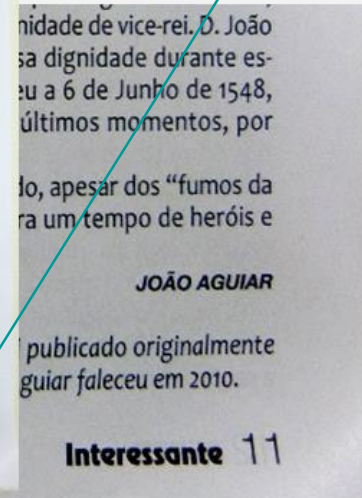 nidade de vice-rei. D. João
sa dignidade durante es-
eu a 6 de Junho de 1548,
últimos momentos, por
do, apesar dos “fumos da
ra um tempo de heróis e
JOÃO AGUIAR
publicado originalmente
guiar faleceu em 2010.
Interessante 11